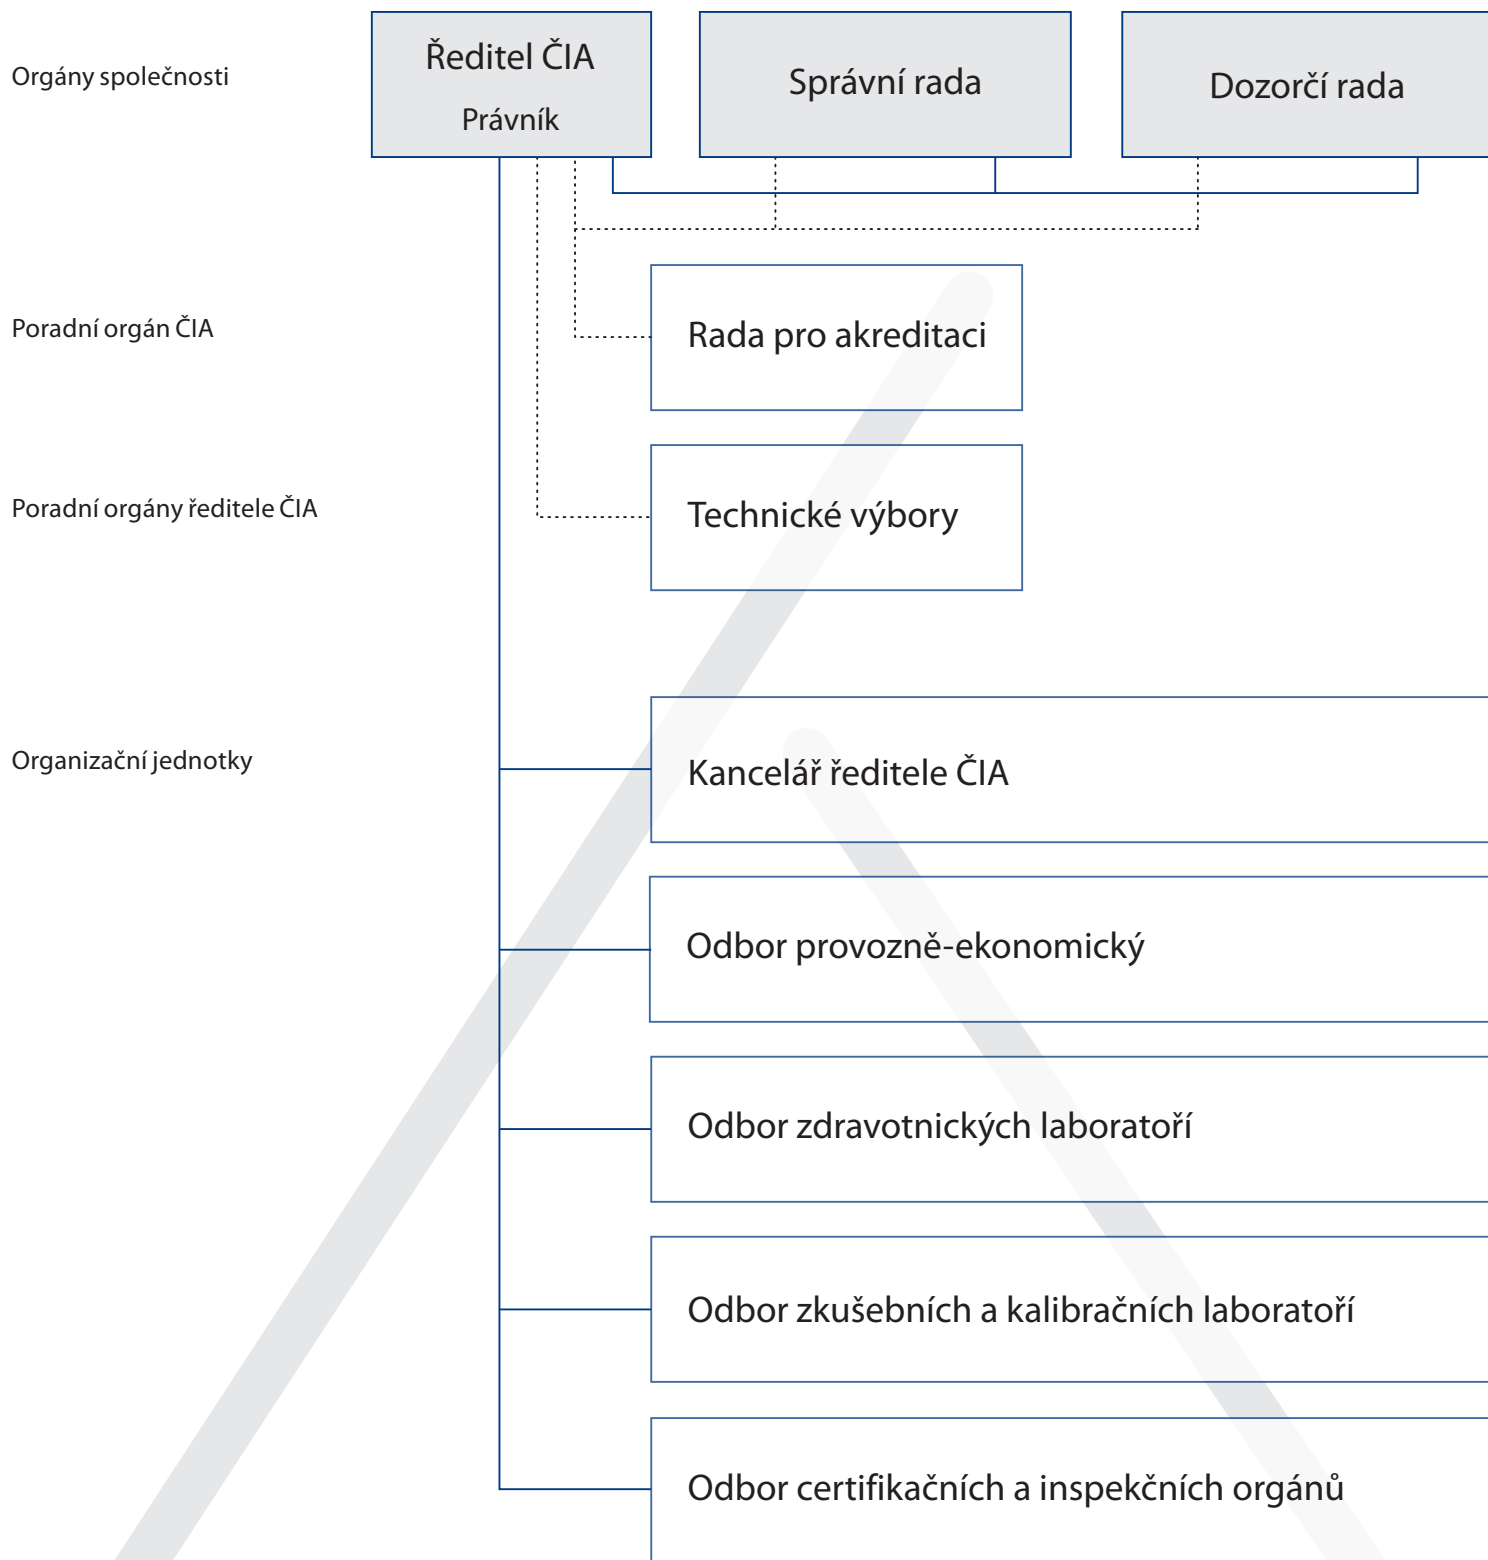 Orgány společnosti
Ředitel ČIA
Právník
Správní rada
Dozorčí rada
Poradní orgán ČIA
Rada pro akreditaci
Poradní orgány ředitele ČIA
Technické výbory
Organizační jednotky
Kancelář ředitele ČIA
Odbor provozně-ekonomický
Odbor zdravotnických laboratoří
Odbor zkušebních a kalibračních laboratoří
Odbor certifikačních a inspekčních orgánů